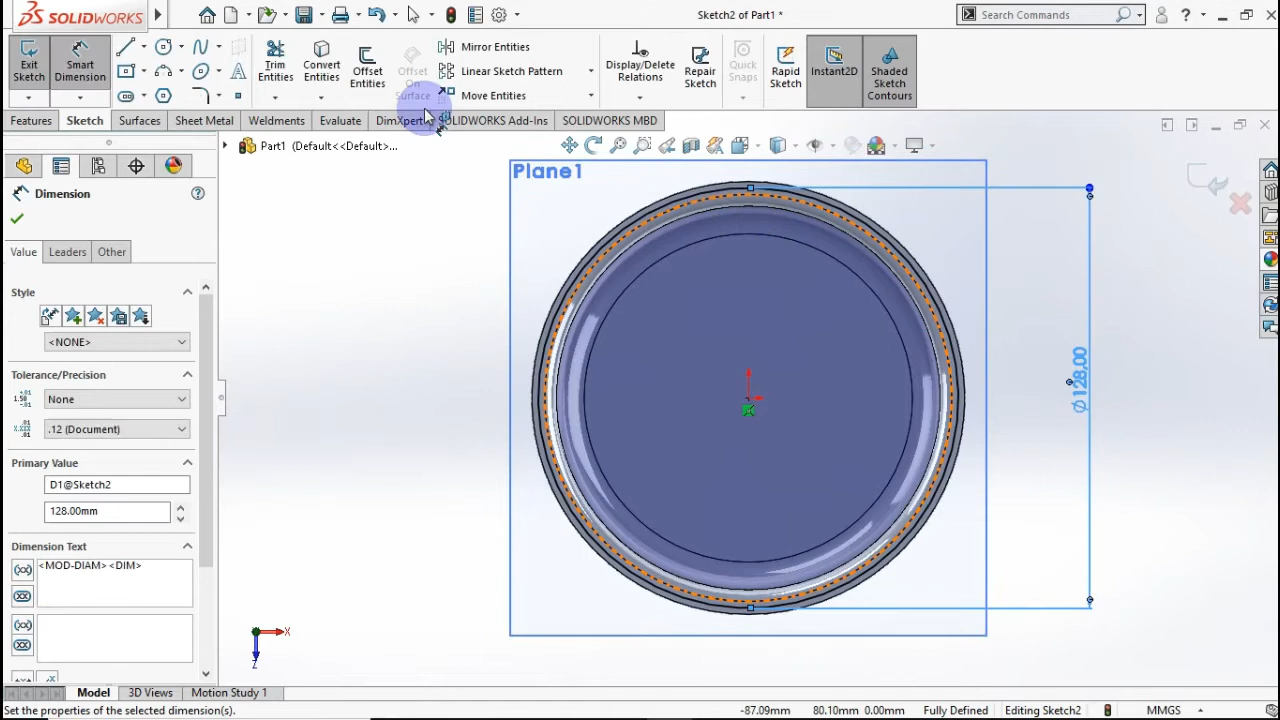 SOLIDWORKS
Sketch2 of Part1 *
Search Commands
Exit Sketch
Smart Dimension
Trim Entities
Convert Entities
Offset Entities
Offset On Surface
Mirror Entities
Linear Sketch Pattern
Move Entities
Display/Delete Relations
Repair Sketch
Quick Snaps
Rapid Sketch
Instant2D
Shaded Sketch Contours
Features
Sketch
Surfaces
Sheet Metal
Weldments
Evaluate
DimXpert
SOLIDWORKS Add-Ins
SOLIDWORKS MBD
Part1 (Default<<Default>...
Plane1
Dimension
Value
Leaders
Other
Style
<NONE>
Tolerance/Precision
None
.12 (Document)
Primary Value
D1@Sketch2
128.00mm
Dimension Text
<MOD-DIAM> <DIM>
∅128,00
X
Z
Model
3D Views
Motion Study 1
Set the properties of the selected dimension(s).
-87.09mm
80.10mm 0.00mm
Fully Defined
Editing Sketch2
MMGS